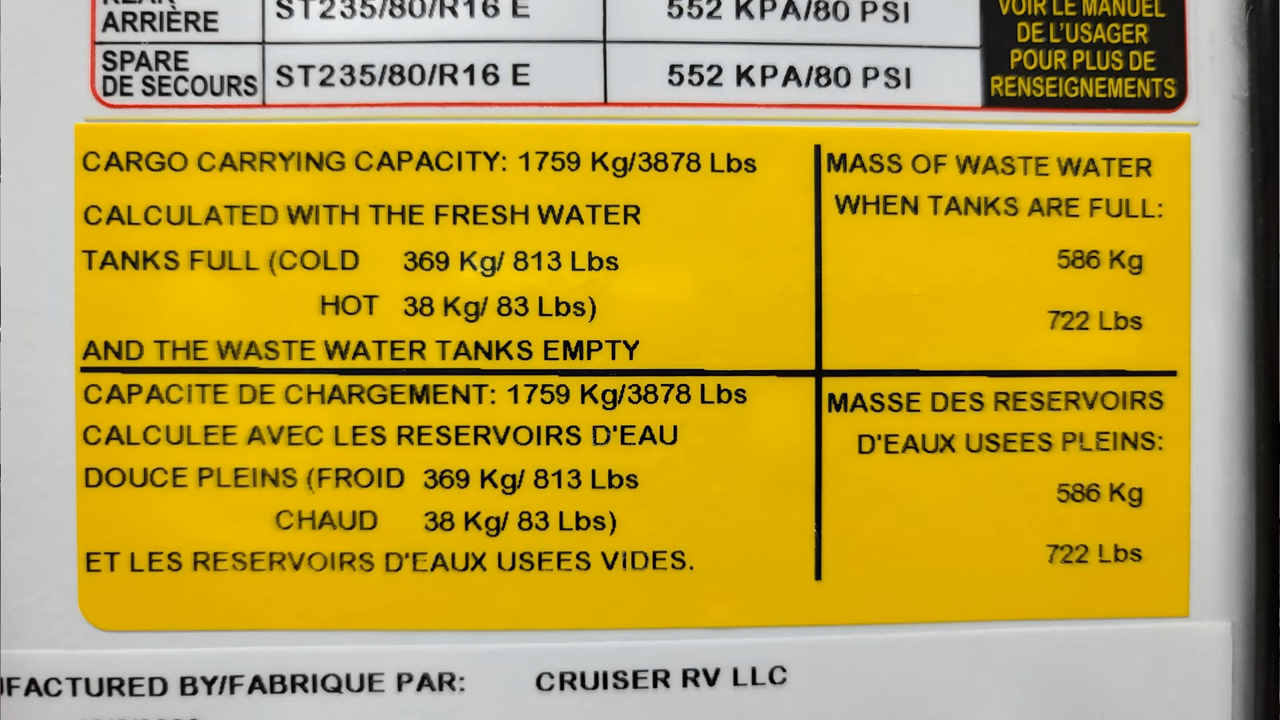 REAR
ARRIÈRE
ST235/80/R16 E
552 KPA/80 PSI
SPARE
DE SECOURS
ST235/80/R16 E
552 KPA/80 PSI
VOIR LE MANUEL
DE L'USAGER
POUR PLUS DE
RENSEIGNEMENTS
CARGO CARRYING CAPACITY: 1759 Kg/3878 Lbs
CALCULATED WITH THE FRESH WATER
TANKS FULL (COLD 369 Kg/ 813 Lbs
HOT 38 Kg/ 83 Lbs)
AND THE WASTE WATER TANKS EMPTY
MASS OF WASTE WATER
WHEN TANKS ARE FULL:
586 Kg
722 Lbs
CAPACITE DE CHARGEMENT: 1759 Kg/3878 Lbs
CALCULEE AVEC LES RESERVOIRS D'EAU
DOUCE PLEINS (FROID 369 Kg/ 813 Lbs
CHAUD 38 Kg/ 83 Lbs)
ET LES RESERVOIRS D'EAUX USEES VIDES.
MASSE DES RESERVOIRS
D'EAUX USEES PLEINS:
586 Kg
722 Lbs
UFACTURED BY/FABRIQUE PAR: CRUISER RV LLC